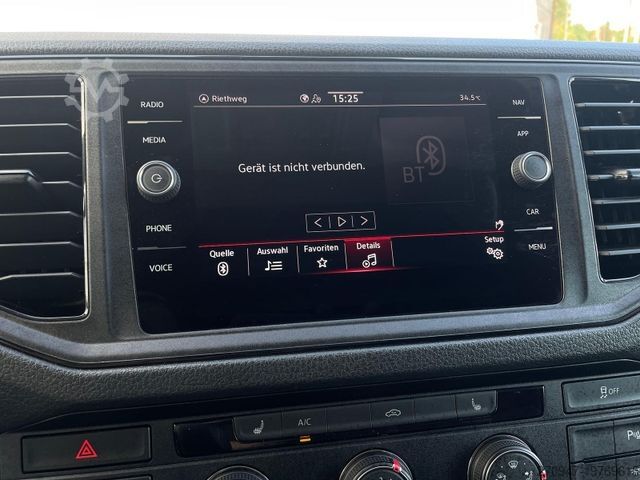 RADIO
MEDIA
PHONE
VOICE
Riethweg 15:25 34.5°C
Gerät ist nicht verbunden.
BT
Quelle Auswahl Favoriten Details Setup
NAV
APP
CAR
MENU
A/C
OFF